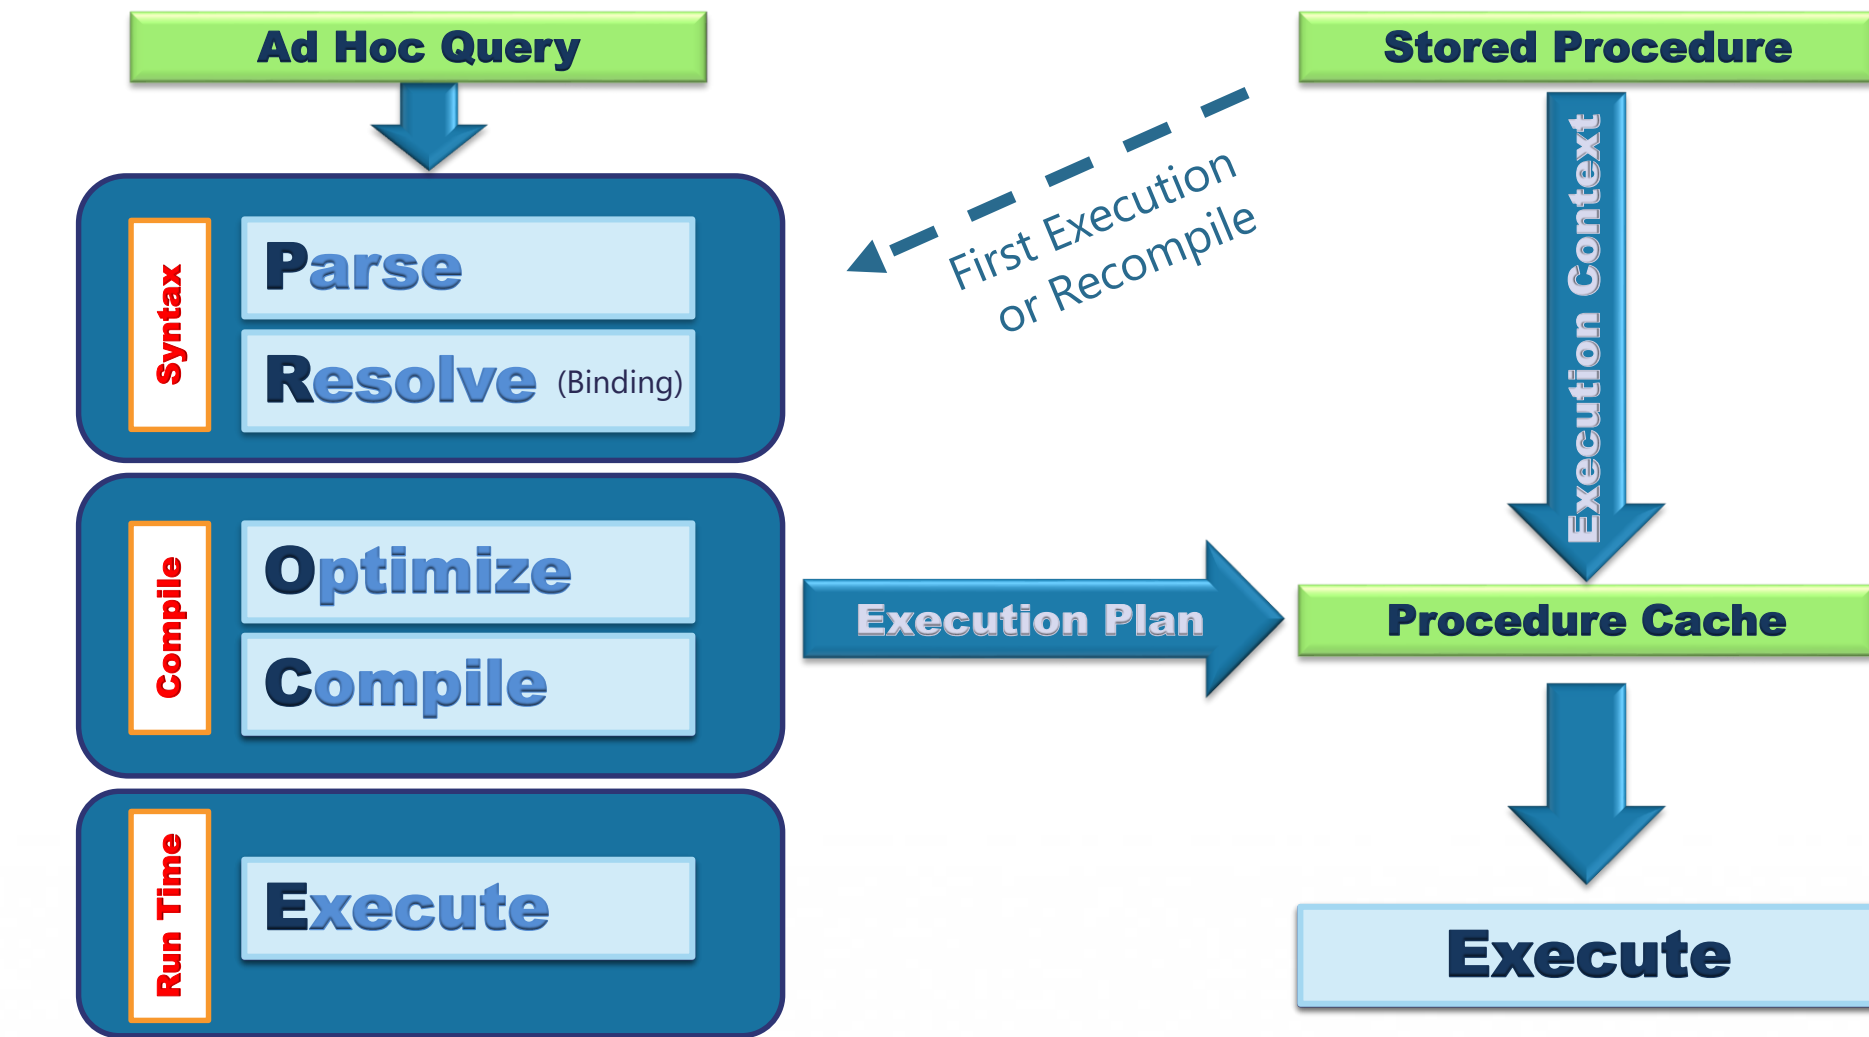 Ad Hoc Query
Syntax
Parse
Resolve (Binding)
Compile
Optimize
Compile
Run Time
Execute
First Execution
or Recompile
Execution Plan
Stored Procedure
Execution Context
Procedure Cache
Execute